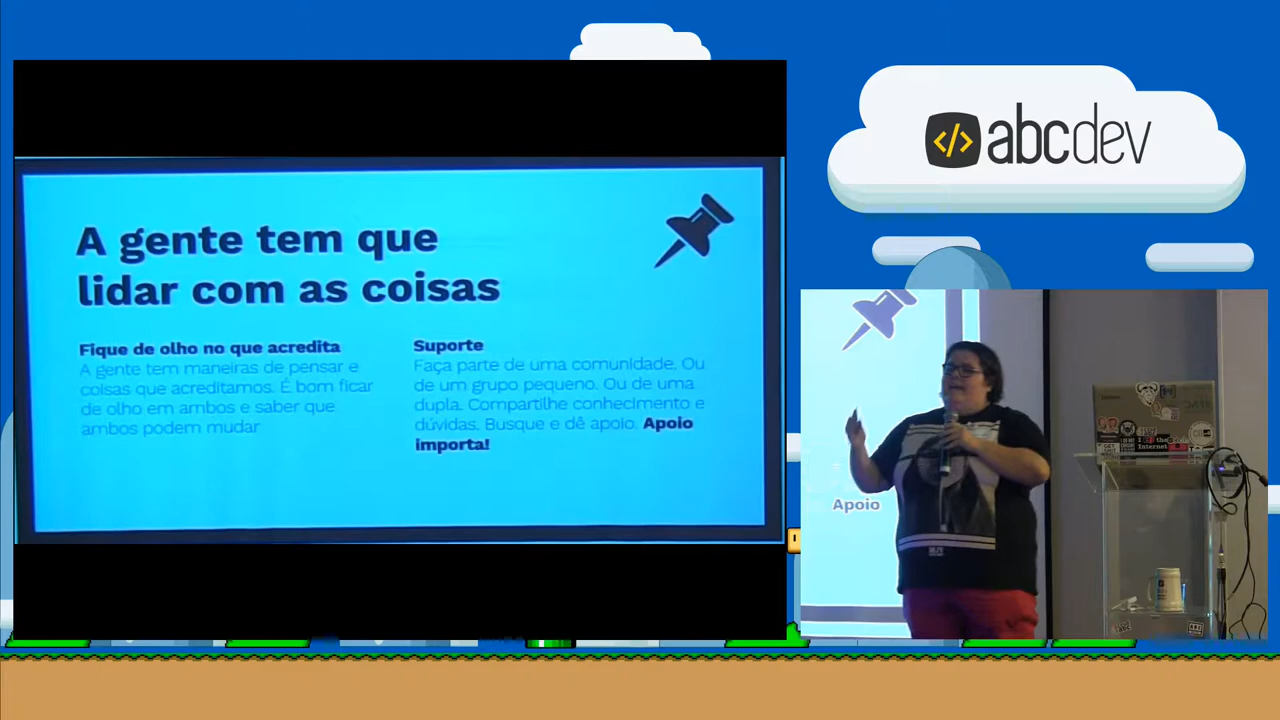 </> abcdev
A gente tem que
lidar com as coisas
Fique de olho no que acredita
A gente tem maneiras de pensar e
coisas que acreditamos. É bom ficar
de olho em ambos e saber que
ambos podem mudar
Suporte
Faça parte de uma comunidade. Ou
de um grupo pequeno. Ou de uma
dupla. Compartilhe conhecimento e
dúvidas. Busque e dê apoio. Apoio
importa!
Apoio